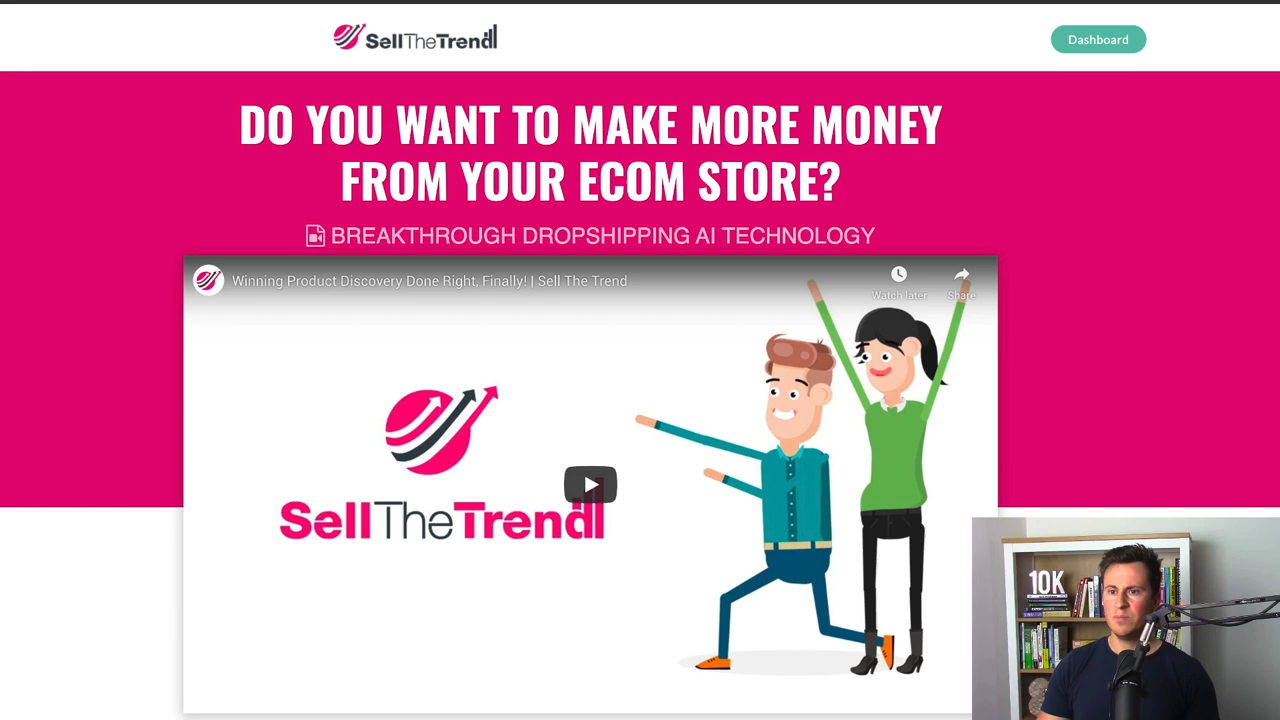 SellTheTrend
Dashboard
DO YOU WANT TO MAKE MORE MONEY
FROM YOUR ECOM STORE?
BREAKTHROUGH DROPSHIPPING AI TECHNOLOGY
Winning Product Discovery Done Right, Finally! | Sell The Trend
Watch later
Share
SellTheTrend
10K